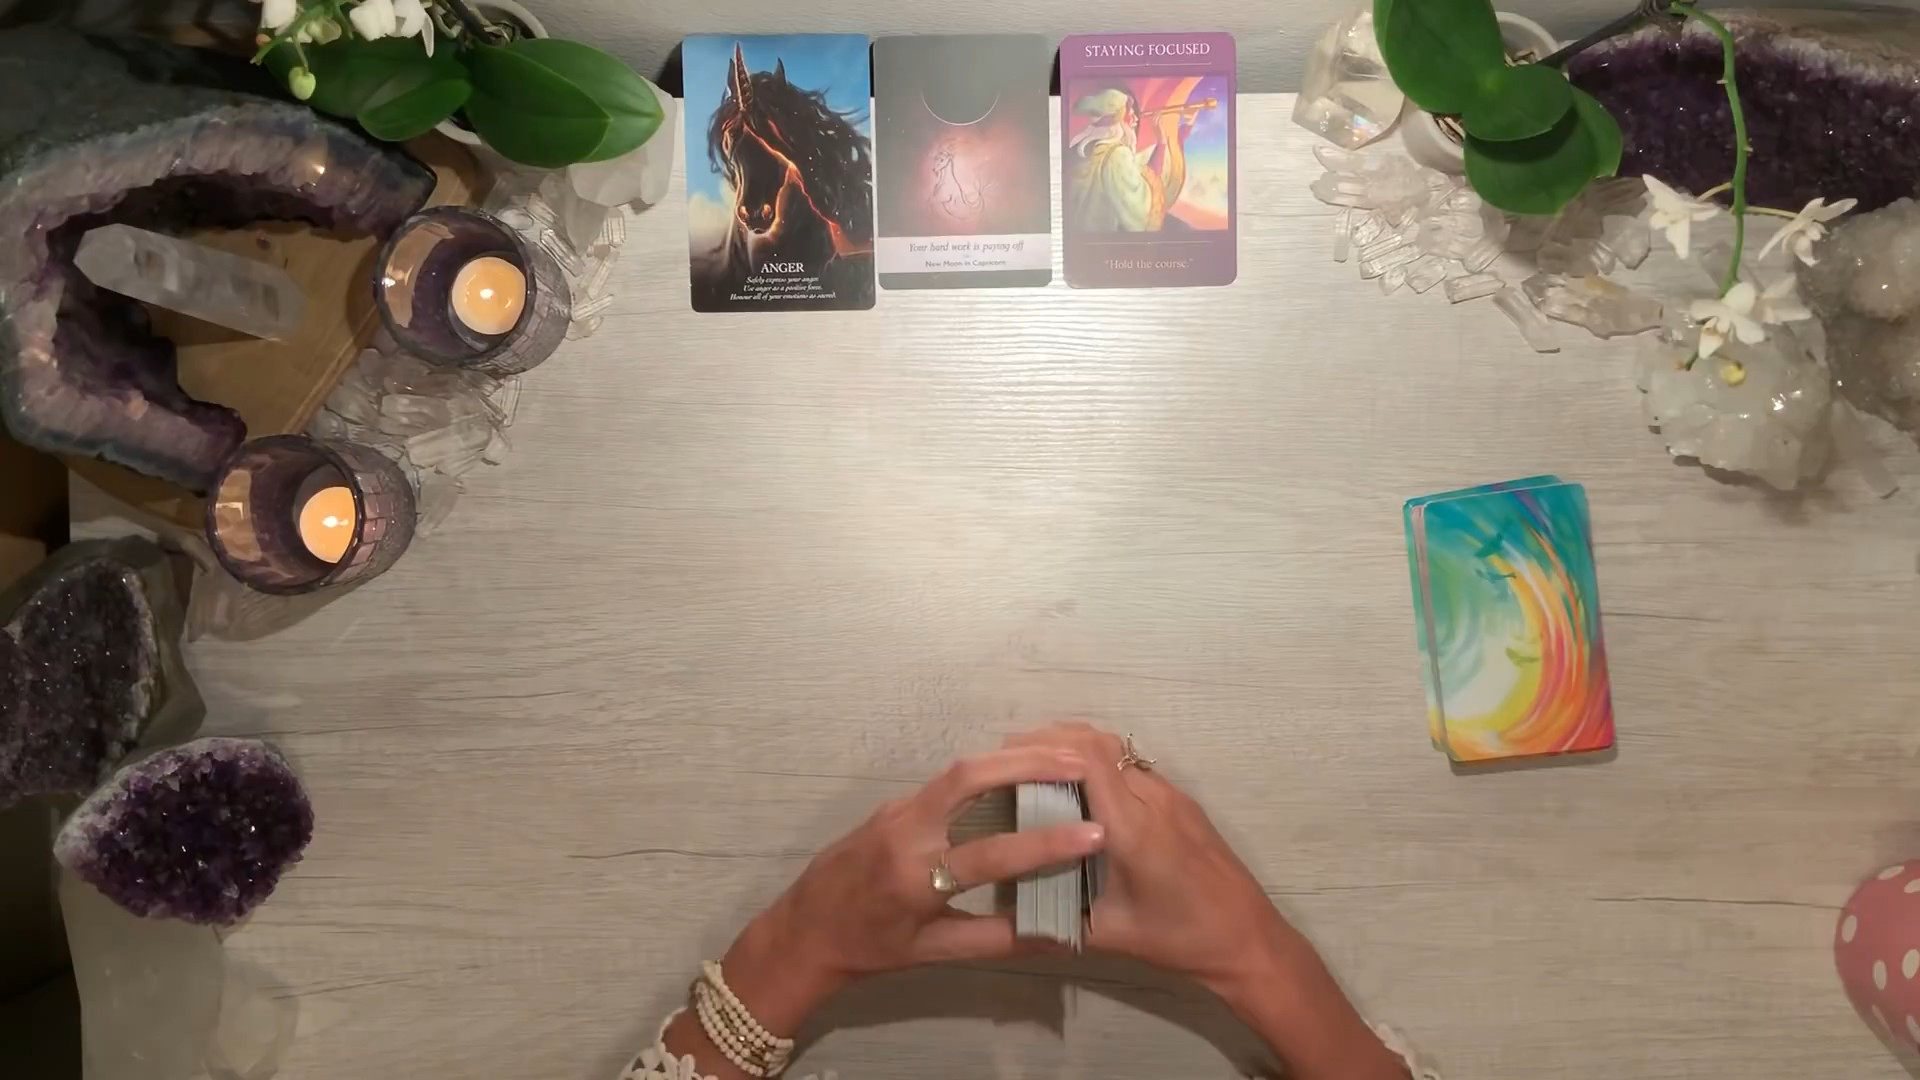 ANGER
Safely express your anger.
Use anger as a positive force.
Honour all of your emotions as sacred.
Your hard work is paying off
New Moon in Capricorn
STAYING FOCUSED
"Hold the course."